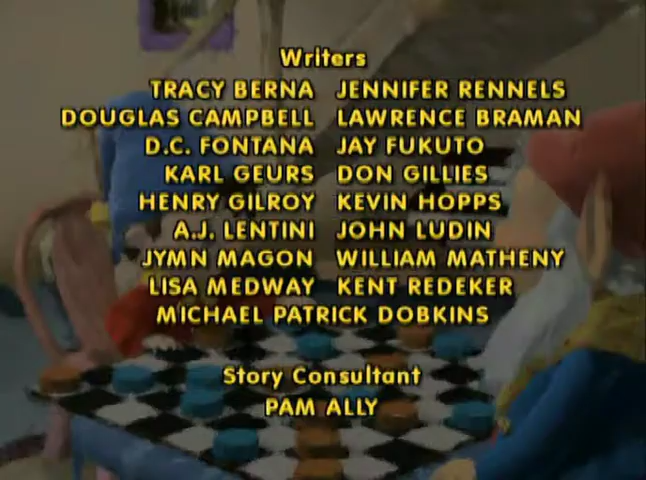 Writers
TRACY BERNA JENNIFER RENNELS
DOUGLAS CAMPBELL LAWRENCE BRAMAN
D.C. FONTANA JAY FUKUTO
KARL GEURS DON GILLIES
HENRY GILROY KEVIN HOPPS
A.J. LENTINI JOHN LUDIN
JYMN MAGON WILLIAM MATHENY
LISA MEDWAY KENT REDEKER
MICHAEL PATRICK DOBKINS
Story Consultant
PAM ALLY